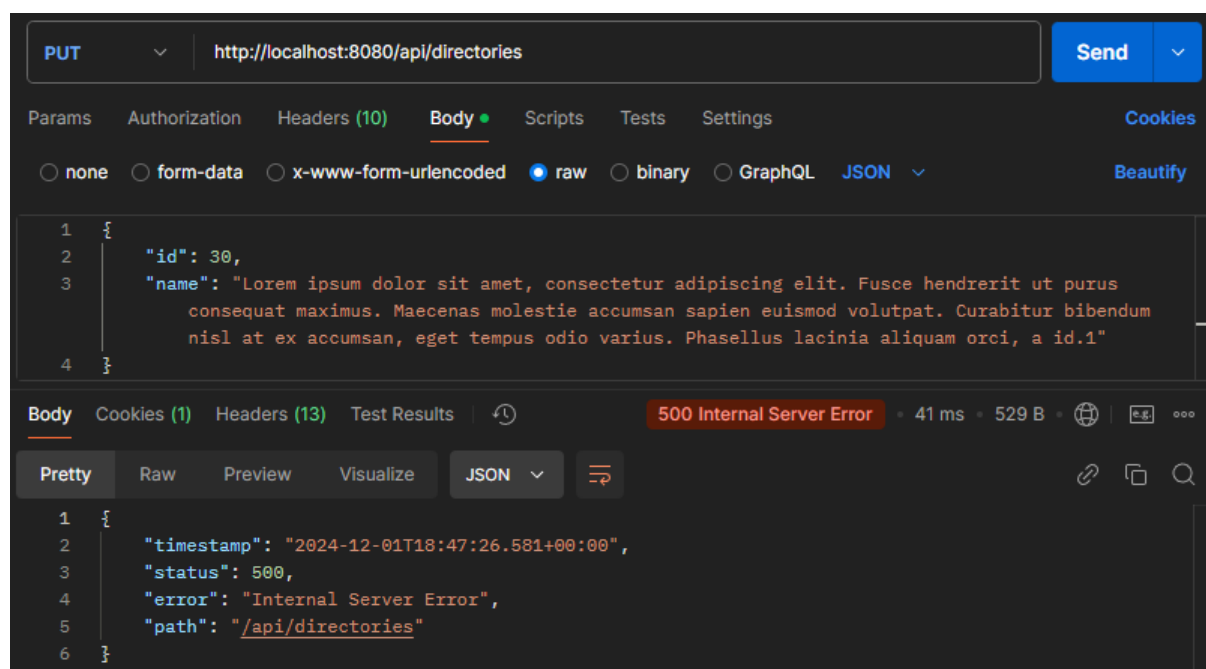 PUT http://localhost:8080/api/directories Send
Params Authorization Headers (10) Body Scripts Tests Settings Cookies
none form-data x-www-form-urlencoded raw binary GraphQL JSON Beautify
1 {
2 "id": 30,
3 "name": "Lorem ipsum dolor sit amet, consectetur adipiscing elit. Fusce hendrerit ut purus
consequat maximus. Maecenas molestie accumsan sapien euismod volutpat. Curabitur bibendum
nisl at ex accumsan, eget tempus odio varius. Phasellus lacinia aliquam orci, a id.1"
4 }
Body Cookies (1) Headers (13) Test Results 500 Internal Server Error 41 ms 529 B e.g.
Pretty Raw Preview Visualize JSON
1 {
2 "timestamp": "2024-12-01T18:47:26.581+00:00",
3 "status": 500,
4 "error": "Internal Server Error",
5 "path": "/api/directories"
6 }